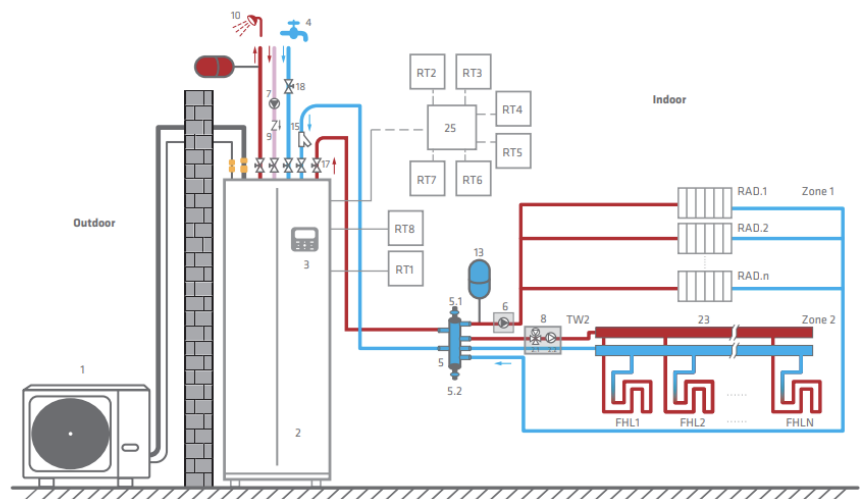 10
4
RT2
RT3
7
18
Indoor
RT4
25
9
15
RT5
17
RT7
RT6
RAD.1
Zone 1
Outdoor
RT8
RAD.2
3
13
RT1
RAD.n
5.1
6
8
TW2
23
Zone 2
5
5.2
1
......
......
FHL1
FHL2
......
FHLN
2